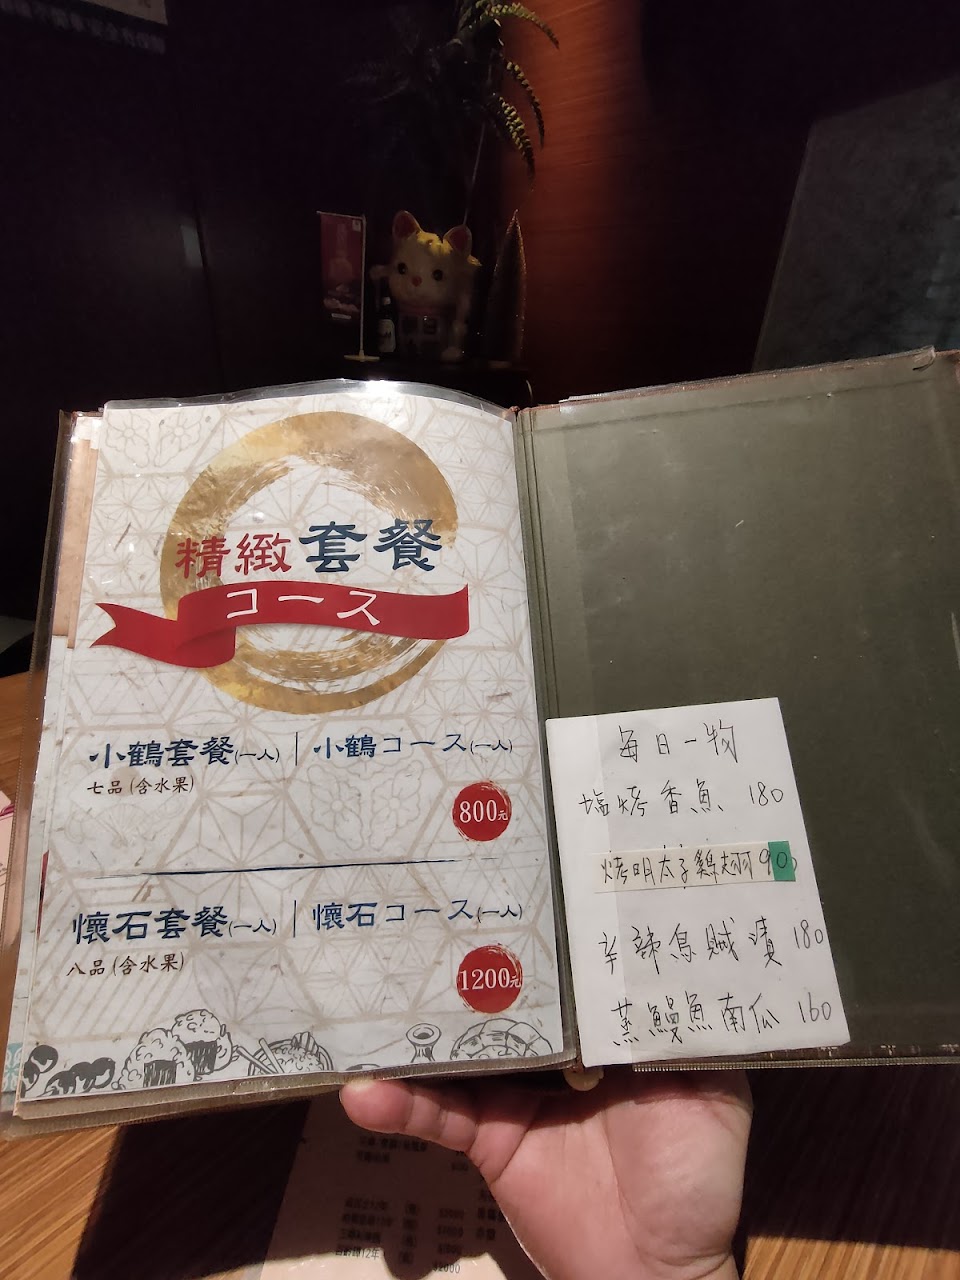 精緻套餐
コース
小鶴套餐(一人) | 小鶴コース(一人)
七品 (含水果)
800元
懷石套餐(一人) | 懷石コース(一人)
八品 (含水果)
1200元
每日一物
塩烤香魚 180
烤明太子雞翅 90
辛辣烏賊漬 180
蒸鰻魚南瓜 160
$2000